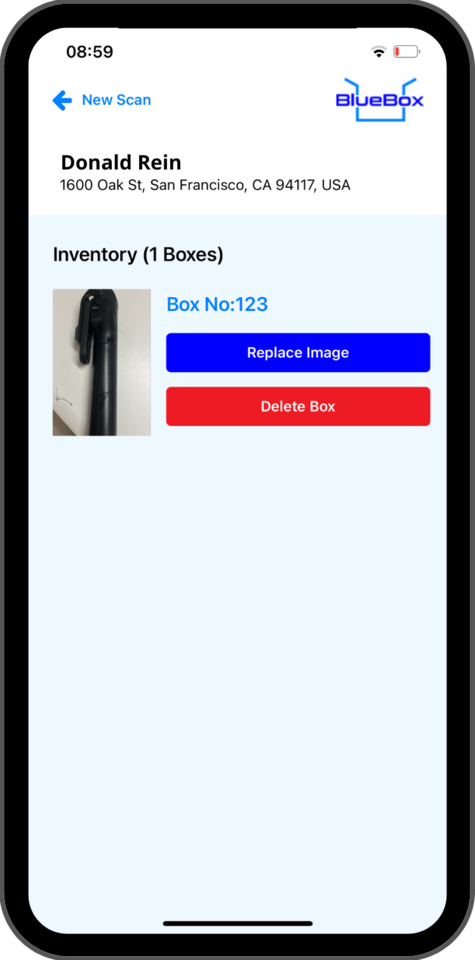 08:59
New Scan
BlueBox
Donald Rein
1600 Oak St, San Francisco, CA 94117, USA
Inventory (1 Boxes)
Box No:123
Replace Image
Delete Box